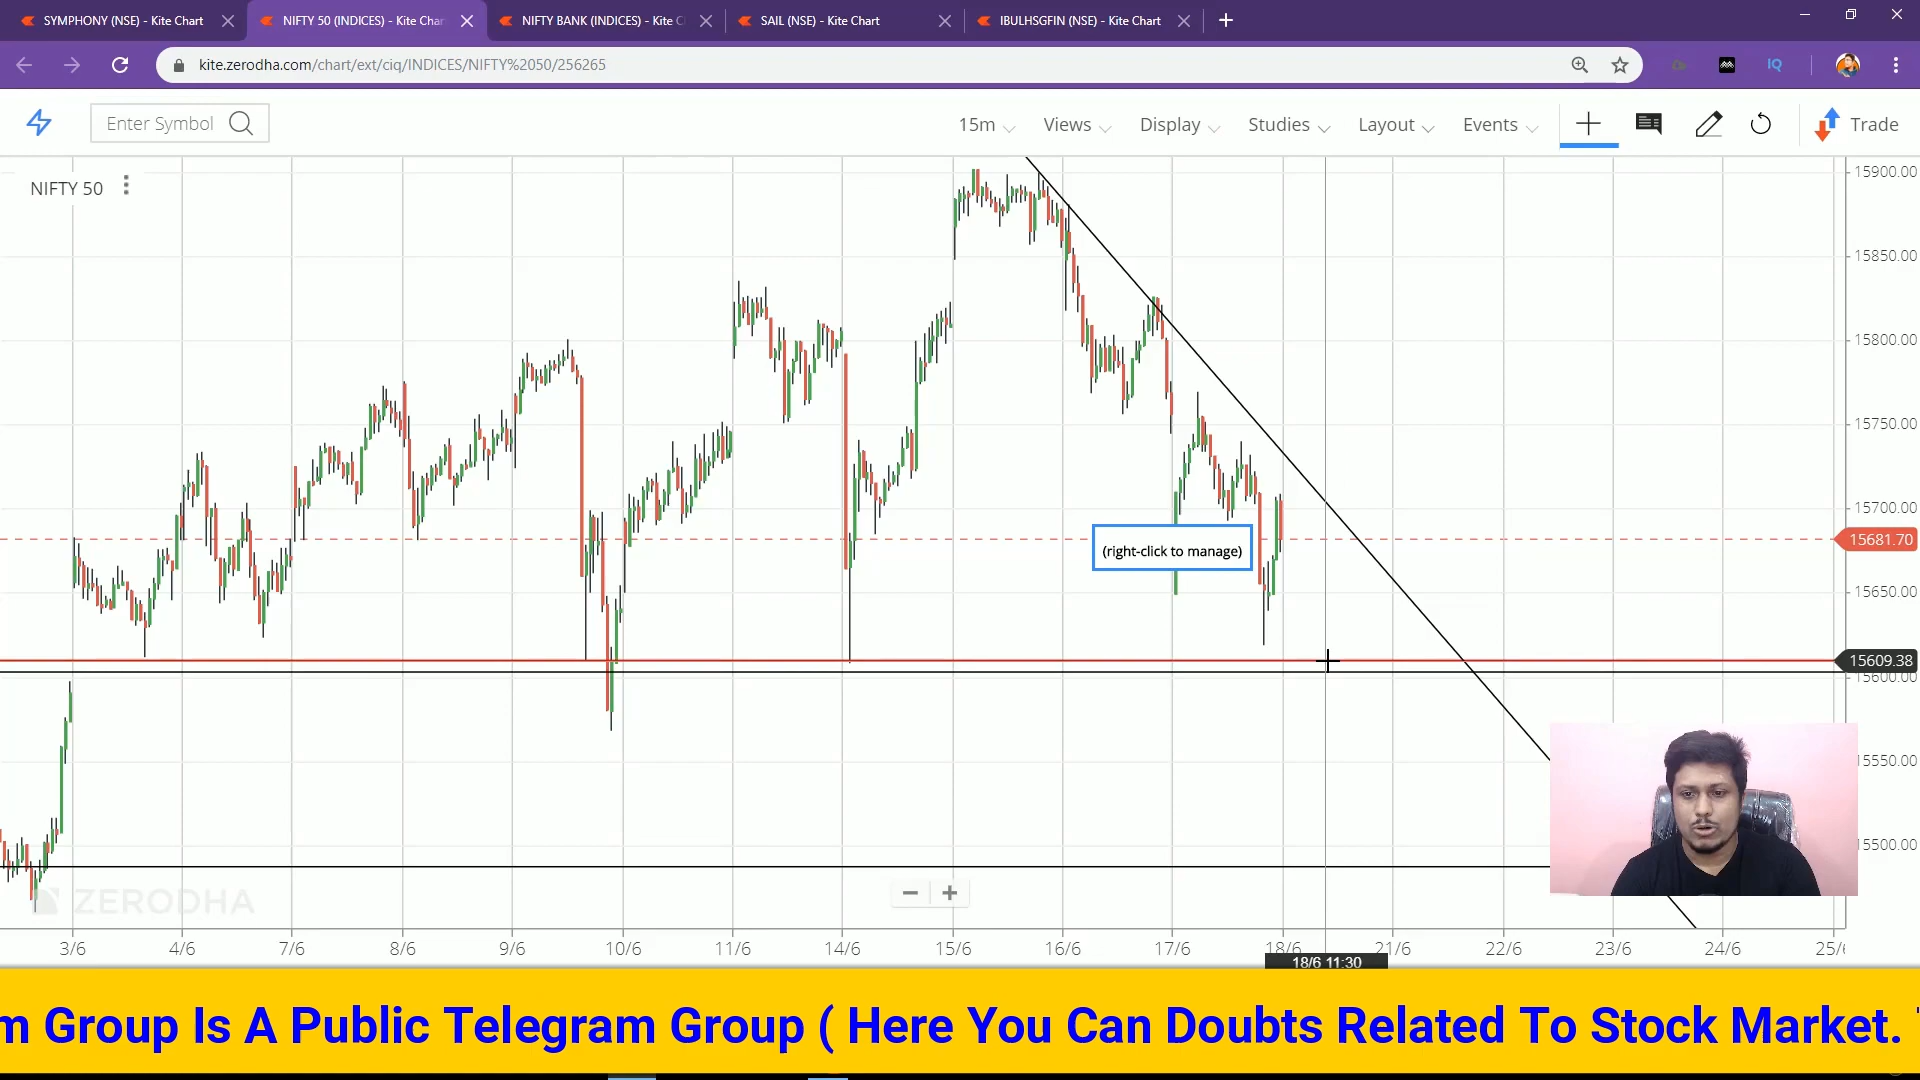 SYMPHONY (NSE) - Kite Chart
NIFTY 50 (INDICES) - Kite Char
NIFTY BANK (INDICES) - Kite C
SAIL (NSE) - Kite Chart
IBULHSGFIN (NSE) - Kite Chart
kite.zerodha.com/chart/ext/ciq/INDICES/NIFTY%2050/256265
IQ
Enter Symbol
15m
Views
Display
Studies
Layout
Events
Trade
NIFTY 50
15900.00
15850.00
15800.00
15750.00
15700.00
15681.70
(right-click to manage)
15650.00
15609.38
15600.00
15550.00
15500.00
ZERODHA
3/6 4/6 7/6 8/6 9/6 10/6 11/6 14/6 15/6 16/6 17/6 18/6 21/6 22/6 23/6 24/6 25/
18/6 11:30
m Group Is A Public Telegram Group ( Here You Can Doubts Related To Stock Market.